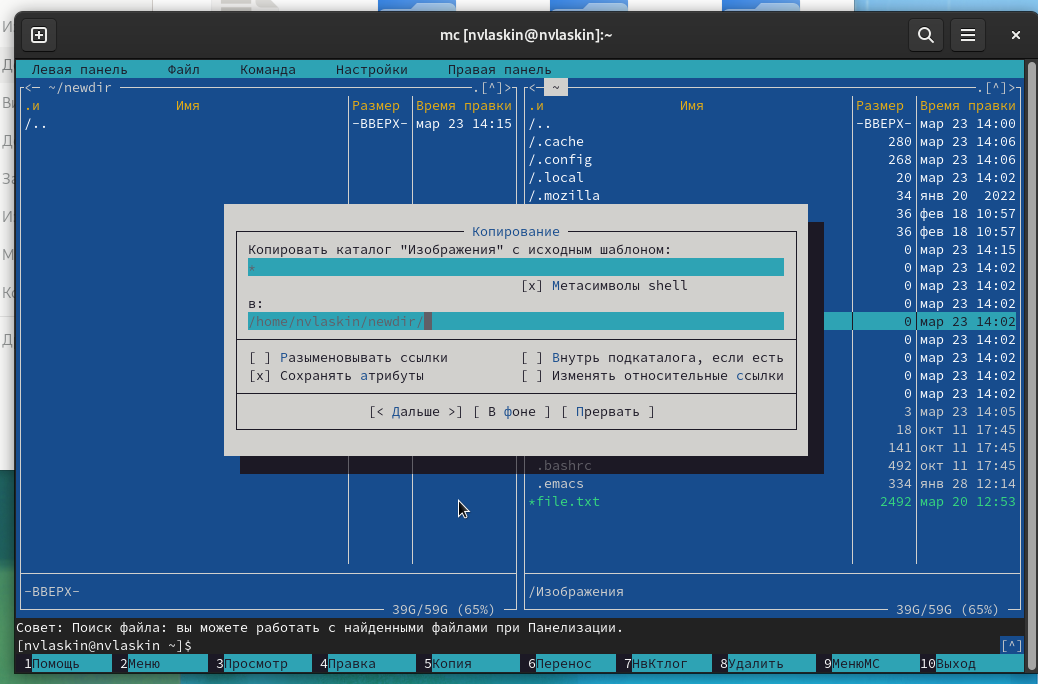 mc [nvlaskin@nvlaskin]:~
Левая панель Файл Команда Настройки Правая панель
<─ ~/newdir .[^]> <─ ~ .[^]>
.и Имя Размер Время правки .и Имя Размер Время правки
/.. -ВВЕРХ- мар 23 14:15 /.. -ВВЕРХ- мар 23 14:00
/.cache 280 мар 23 14:06
/.config 268 мар 23 14:06
/.local 20 мар 23 14:02
/.mozilla 34 янв 20 2022
36 фев 18 10:57
Копирование 36 фев 18 10:57
Копировать каталог "Изображения" с исходным шаблоном: 0 мар 23 14:15
* 0 мар 23 14:02
[x] Метасимволы shell 0 мар 23 14:02
в: 0 мар 23 14:02
/home/nvlaskin/newdir/ 0 мар 23 14:02
0 мар 23 14:02
[ ] Разыменовывать ссылки [ ] Внутрь подкаталога, если есть 0 мар 23 14:02
[x] Сохранять атрибуты [ ] Изменять относительные ссылки 0 мар 23 14:02
0 мар 23 14:02
[< Дальше >] [ В фоне ] [ Прервать ] 3 мар 23 14:05
18 окт 11 17:45
141 окт 11 17:45
.bashrc 492 окт 11 17:45
.emacs 334 янв 28 12:14
*file.txt 2492 мар 20 12:53
-ВВЕРХ- /Изображения
39G/59G (65%) 39G/59G (65%)
Совет: Поиск файла: вы можете работать с найденными файлами при Панелизации.
[nvlaskin@nvlaskin ~]$ [^]
1Помощь 2Меню 3Просмотр 4Правка 5Копия 6Перенос 7НвКтлог 8Удалить 9МенюMC 10Выход